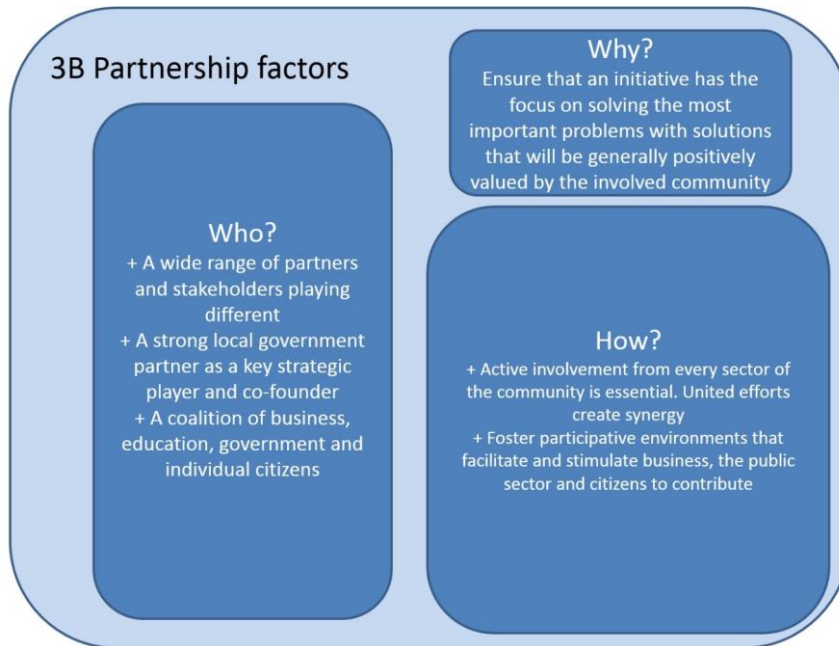 3B Partnership factors
Why?
Ensure that an initiative has the
focus on solving the most
important problems with solutions
that will be generally positively
valued by the involved community
Who?
+ A wide range of partners
and stakeholders playing
different
+ A strong local government
partner as a key strategic
player and co-founder
+ A coalition of business,
education, government and
individual citizens
How?
+ Active involvement from every sector of
the community is essential. United efforts
create synergy
+ Foster participative environments that
facilitate and stimulate business, the public
sector and citizens to contribute